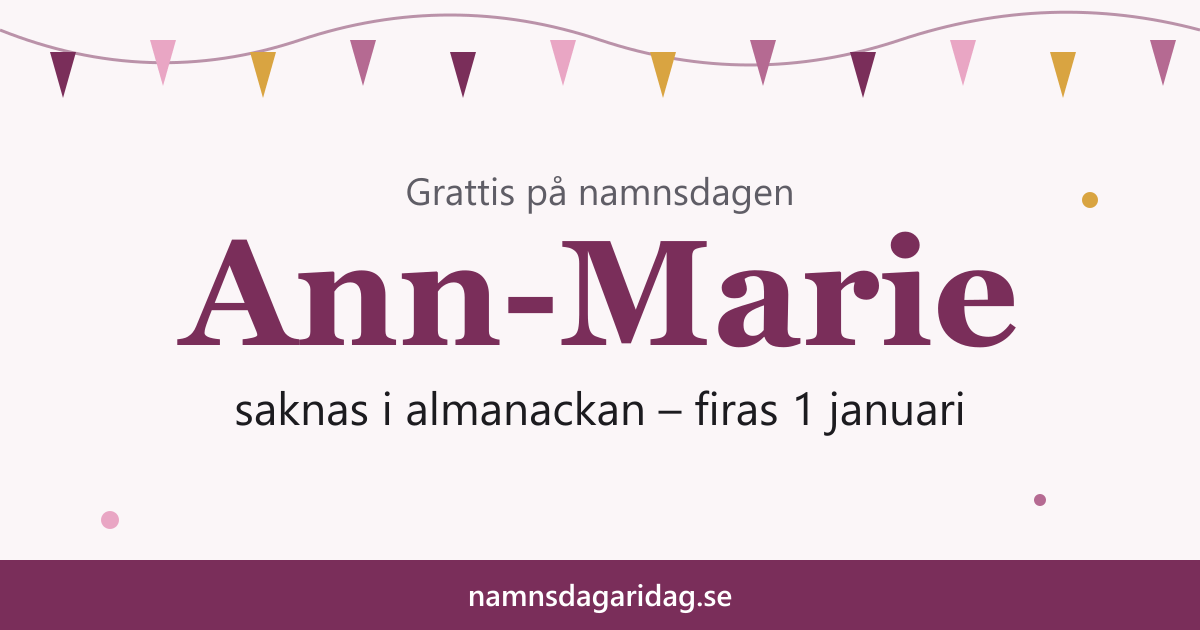 Grattis på namnsdagen
Ann-Marie
saknas i almanackan – firas 1 januari
namnsdagaridag.se